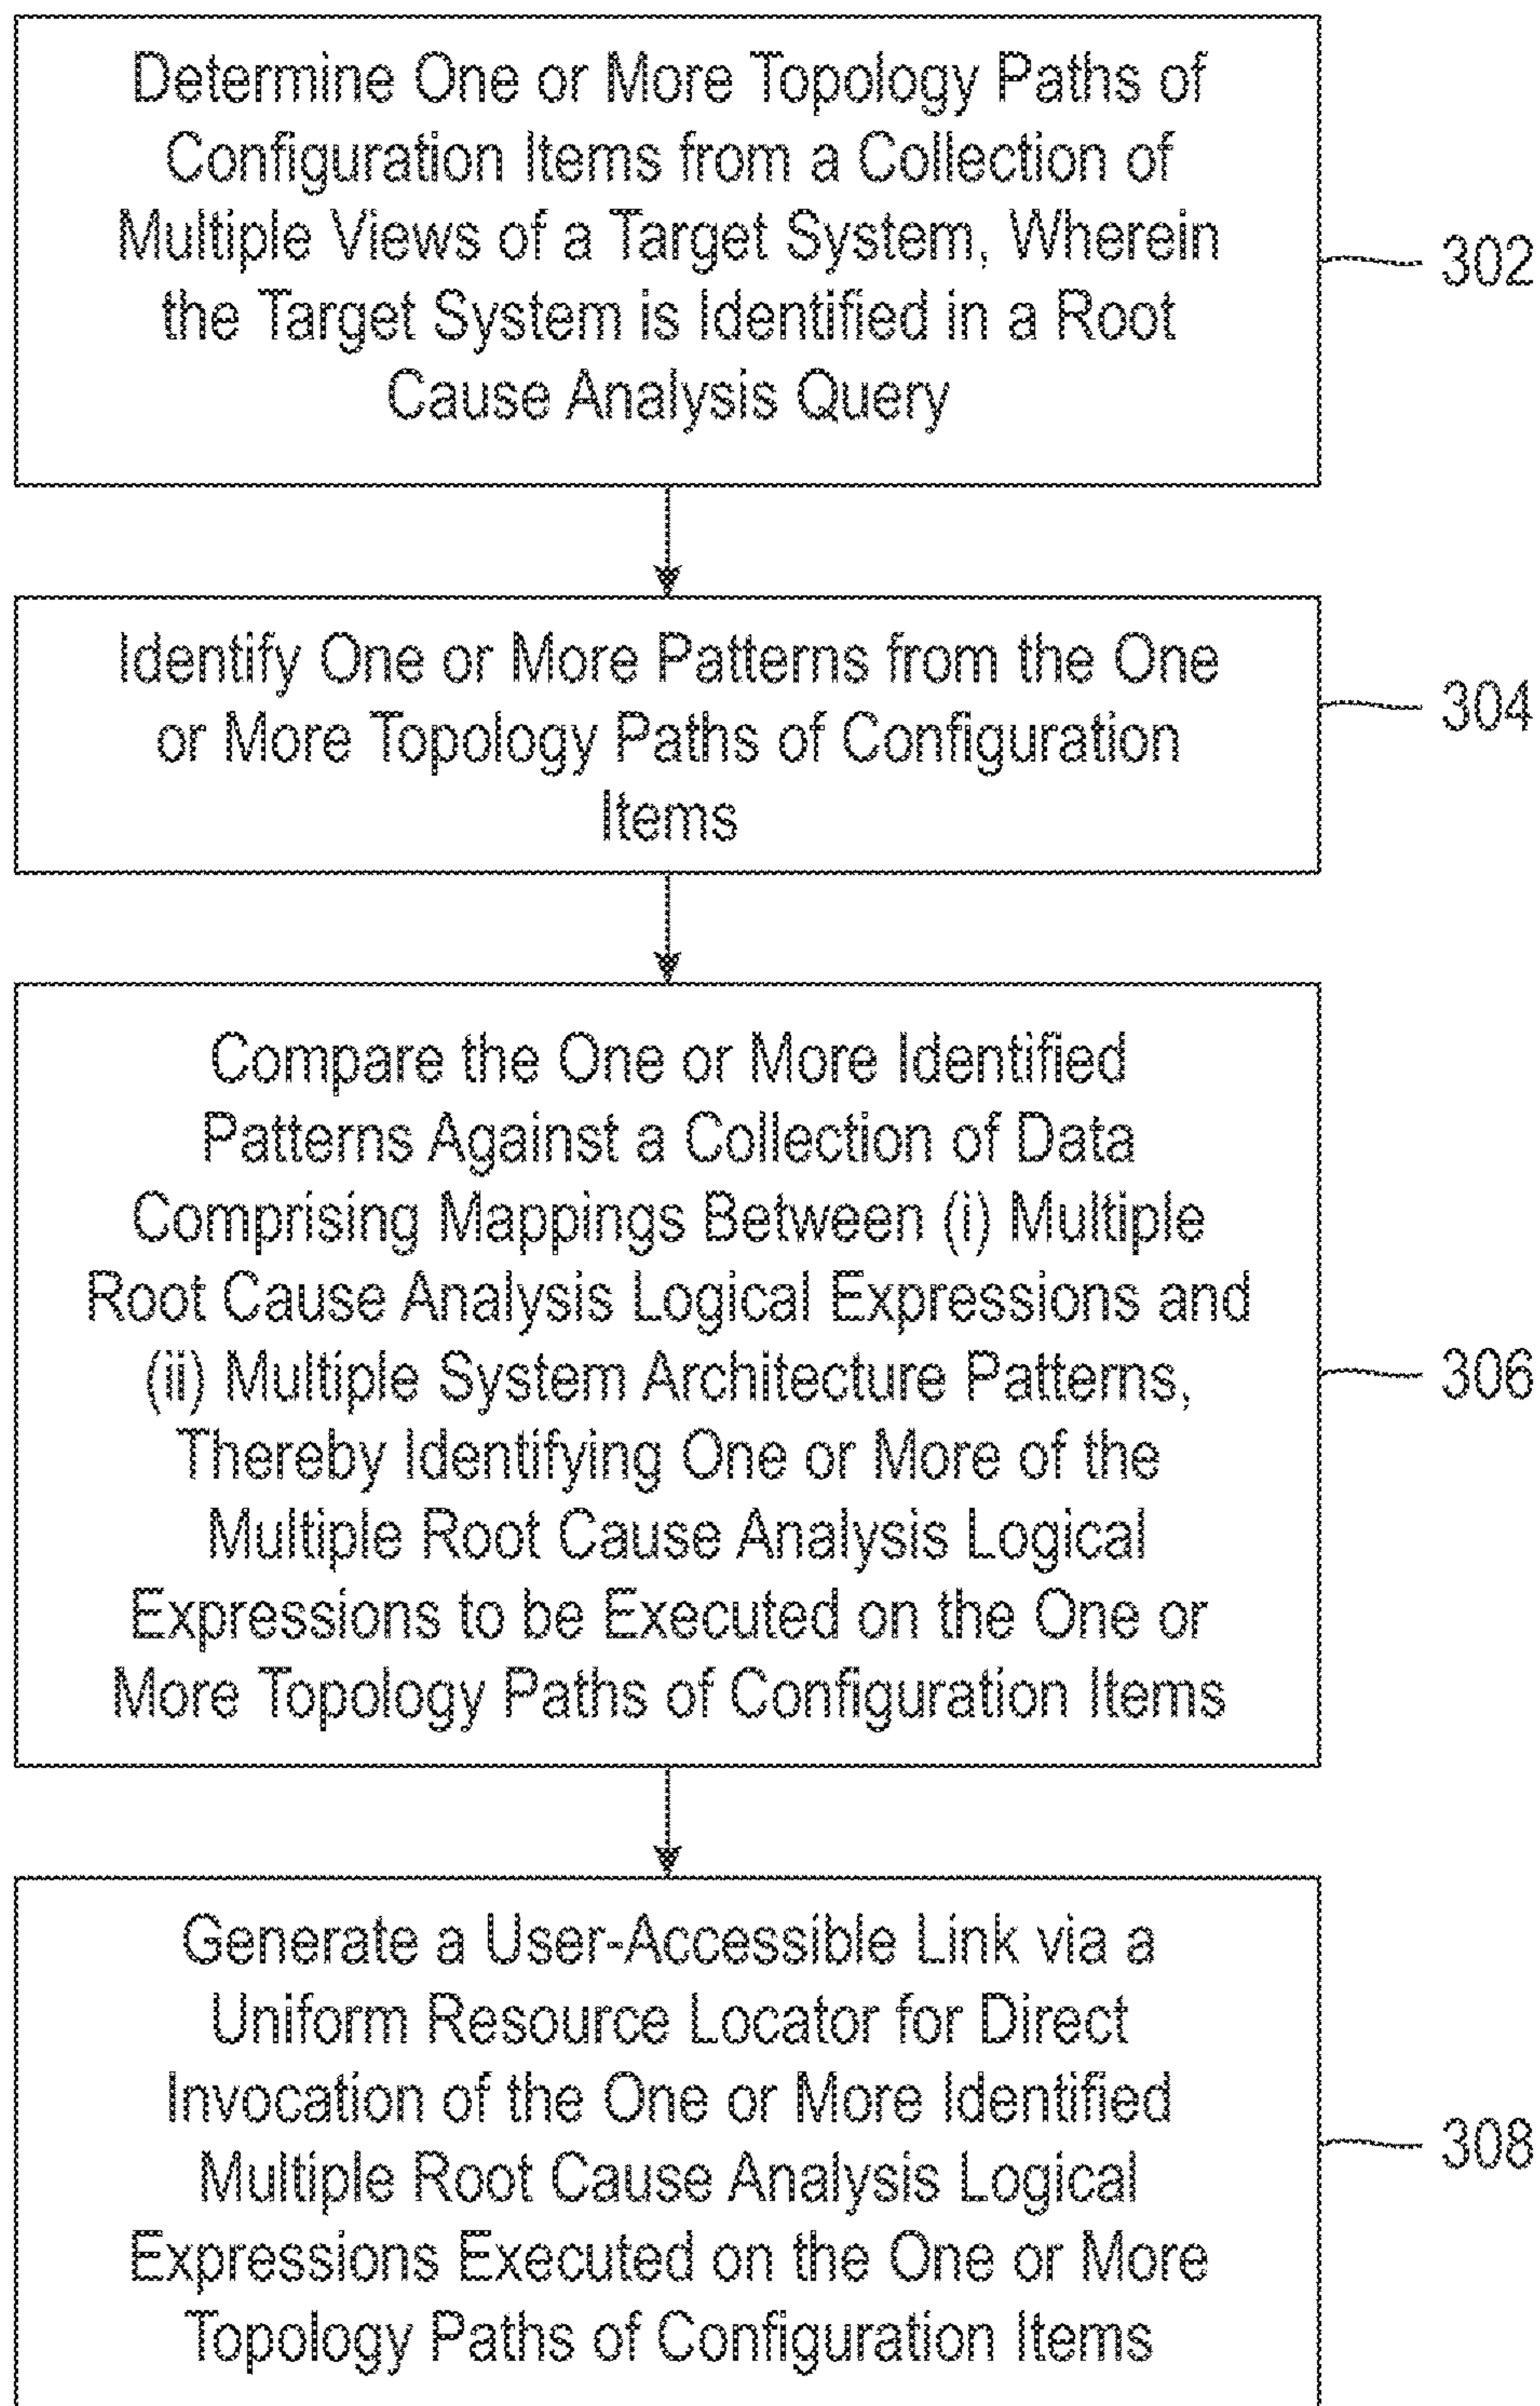 Determine One or More Topology Paths of
Configuration Items from a Collection of
Multiple Views of a Target System, Wherein
the Target System is Identified in a Root
Cause Analysis Query
302
Identify One or More Patterns from the One
or More Topology Paths of Configuration
Items
304
Compare the One or More Identified
Patterns Against a Collection of Data
Comprising Mappings Between (i) Multiple
Root Cause Analysis Logical Expressions and
(ii) Multiple System Architecture Patterns,
Thereby Identifying One or More of the
Multiple Root Cause Analysis Logical
Expressions to be Executed on the One or
More Topology Paths of Configuration Items
306
Generate a User-Accessible Link via a
Uniform Resource Locator for Direct
Invocation of the One or More Identified
Multiple Root Cause Analysis Logical
Expressions Executed on the One or More
Topology Paths of Configuration Items
308